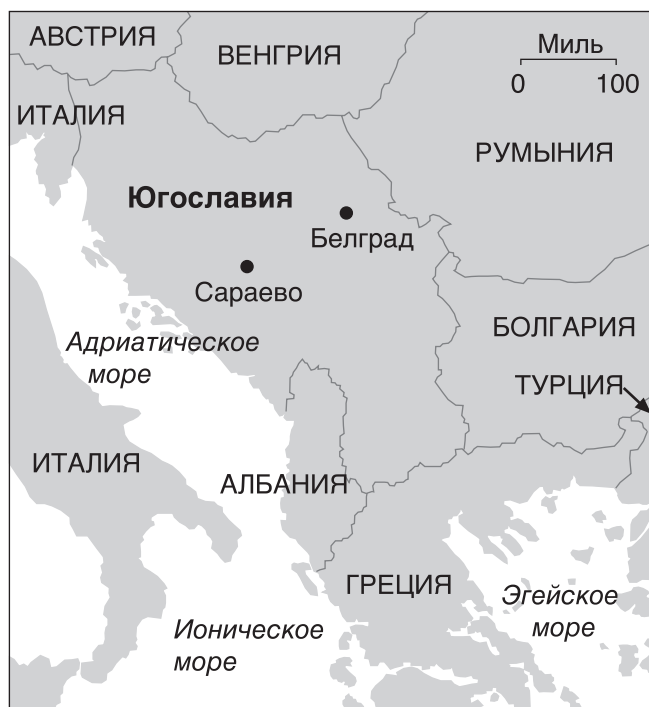 АВСТРИЯ
ВЕНГРИЯ
Миль
0 100
ИТАЛИЯ
РУМЫНИЯ
Югославия
Белград
Сараево
БОЛГАРИЯ
Адриатическое
море
ТУРЦИЯ
ИТАЛИЯ
АЛБАНИЯ
ГРЕЦИЯ
Эгейское
море
Ионическое
море